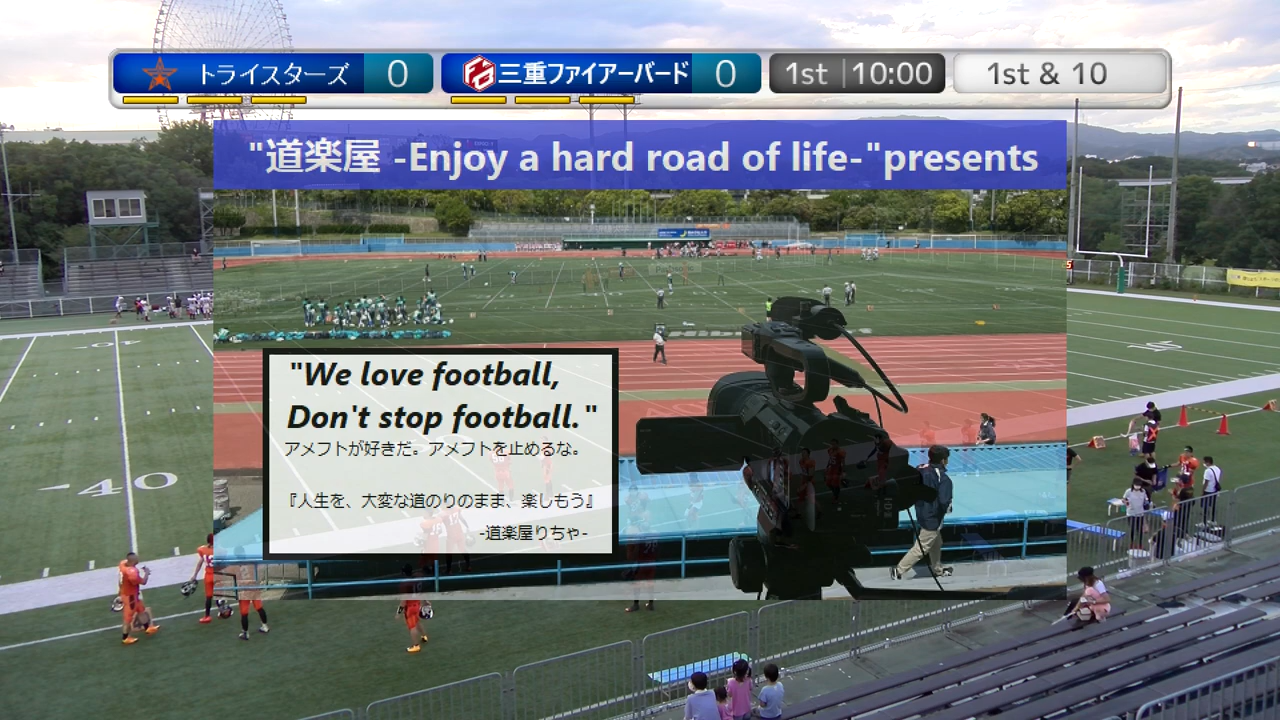 トライスターズ 0 三重ファイアーバード 0 1st 10:00 1st & 10
"道楽屋 -Enjoy a hard road of life-"presents
"We love football,
Don't stop football."
アメフトが好きだ。アメフトを止めるな。
『人生を、大変な道のりのまま、楽しもう』
-道楽屋りちゃ-
40